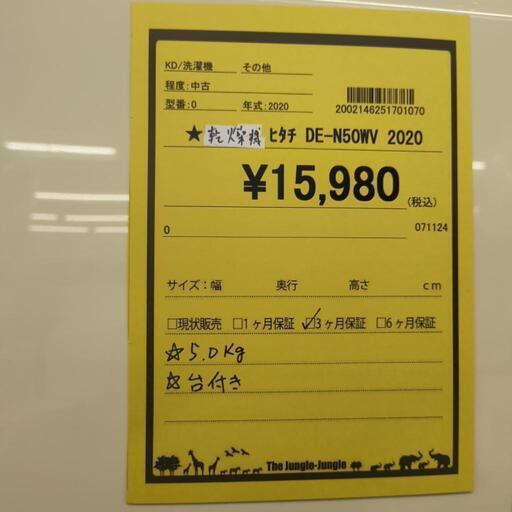 KD/洗濯機 その他
程度:中古
型番:0 年式:2020
2002146251701070
★乾燥機 ヒタチ DE-N50WV 2020
¥15,980(税込)
0 071124
サイズ:幅 奥行 高さ cm
□現状販売 □1ヶ月保証 ☑3ヶ月保証 □6ヶ月保証
☆5.0Kg
☆台付き
The Jungle-Jungle